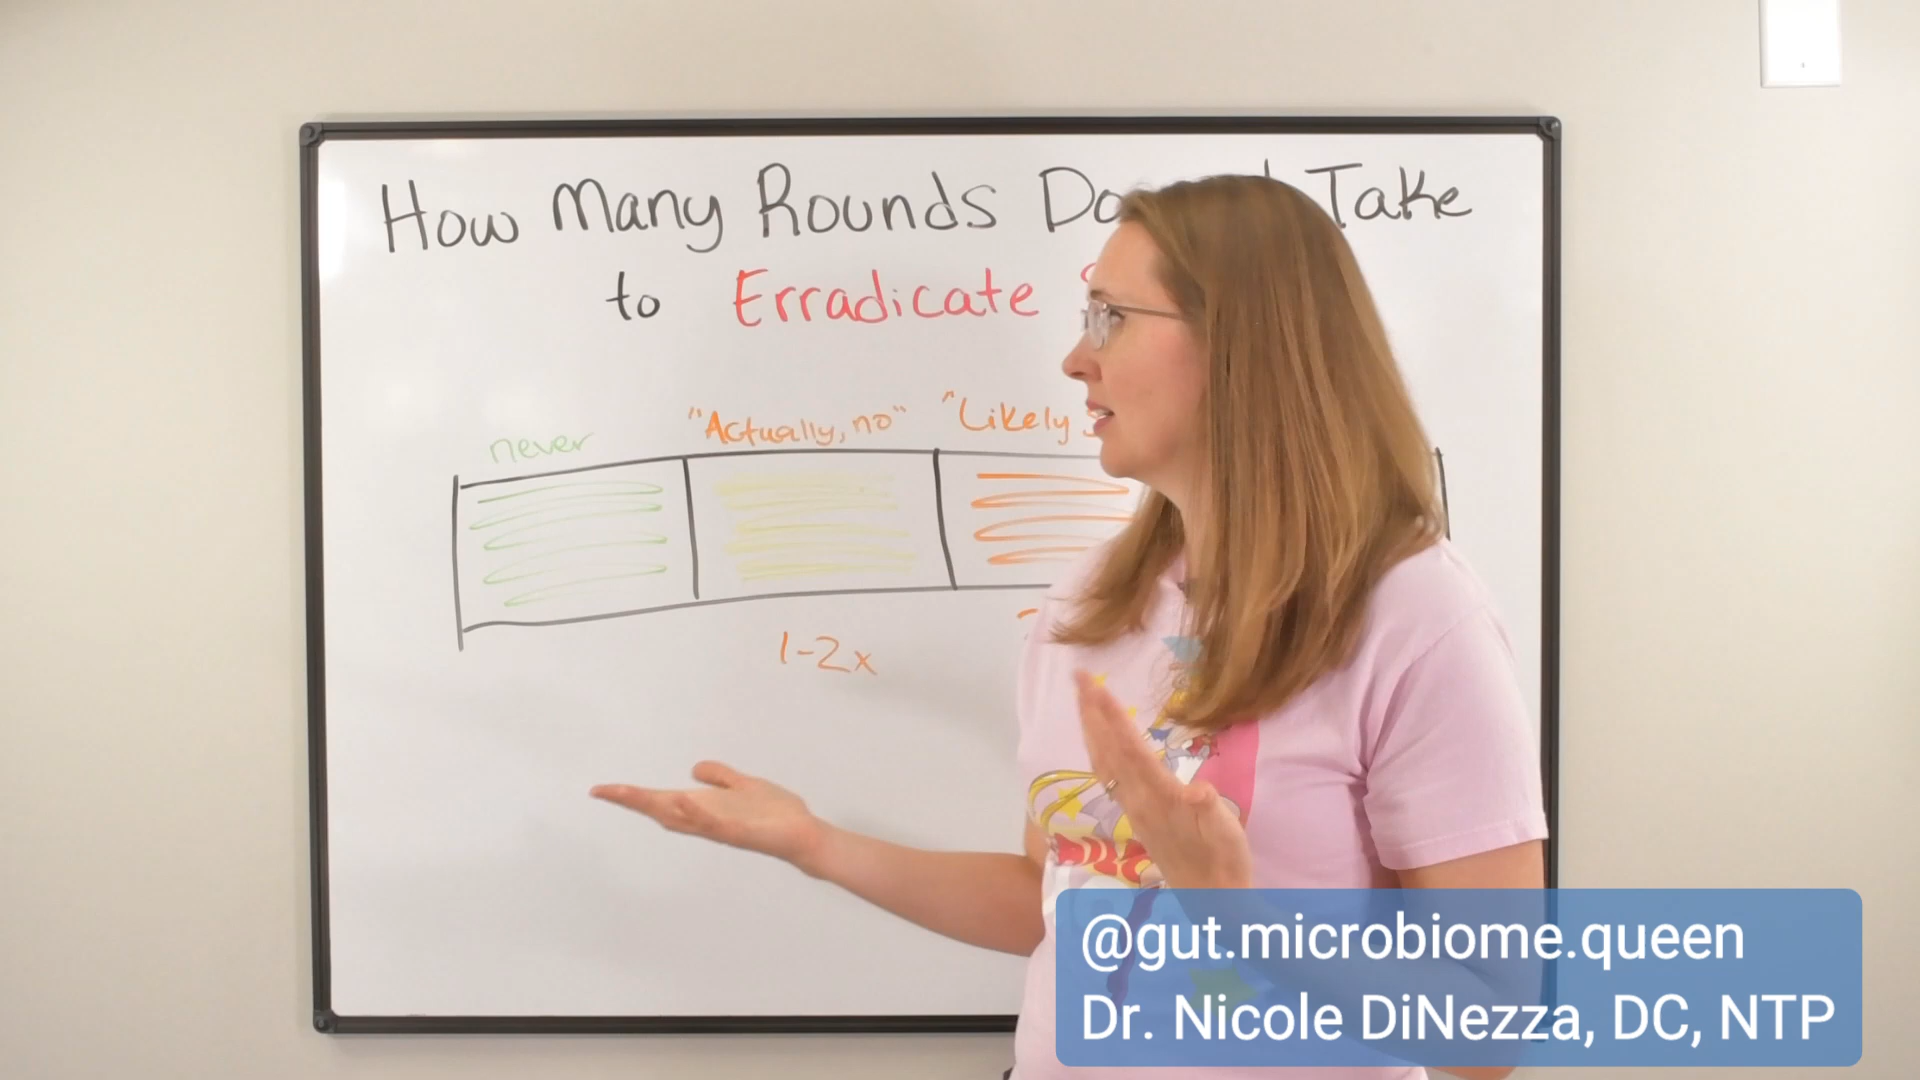 How Many Rounds Do Take
to Erradicate
never "Actually, no" "Likely
1-2x
@gut.microbiome.queen
Dr. Nicole DiNezza, DC, NTP